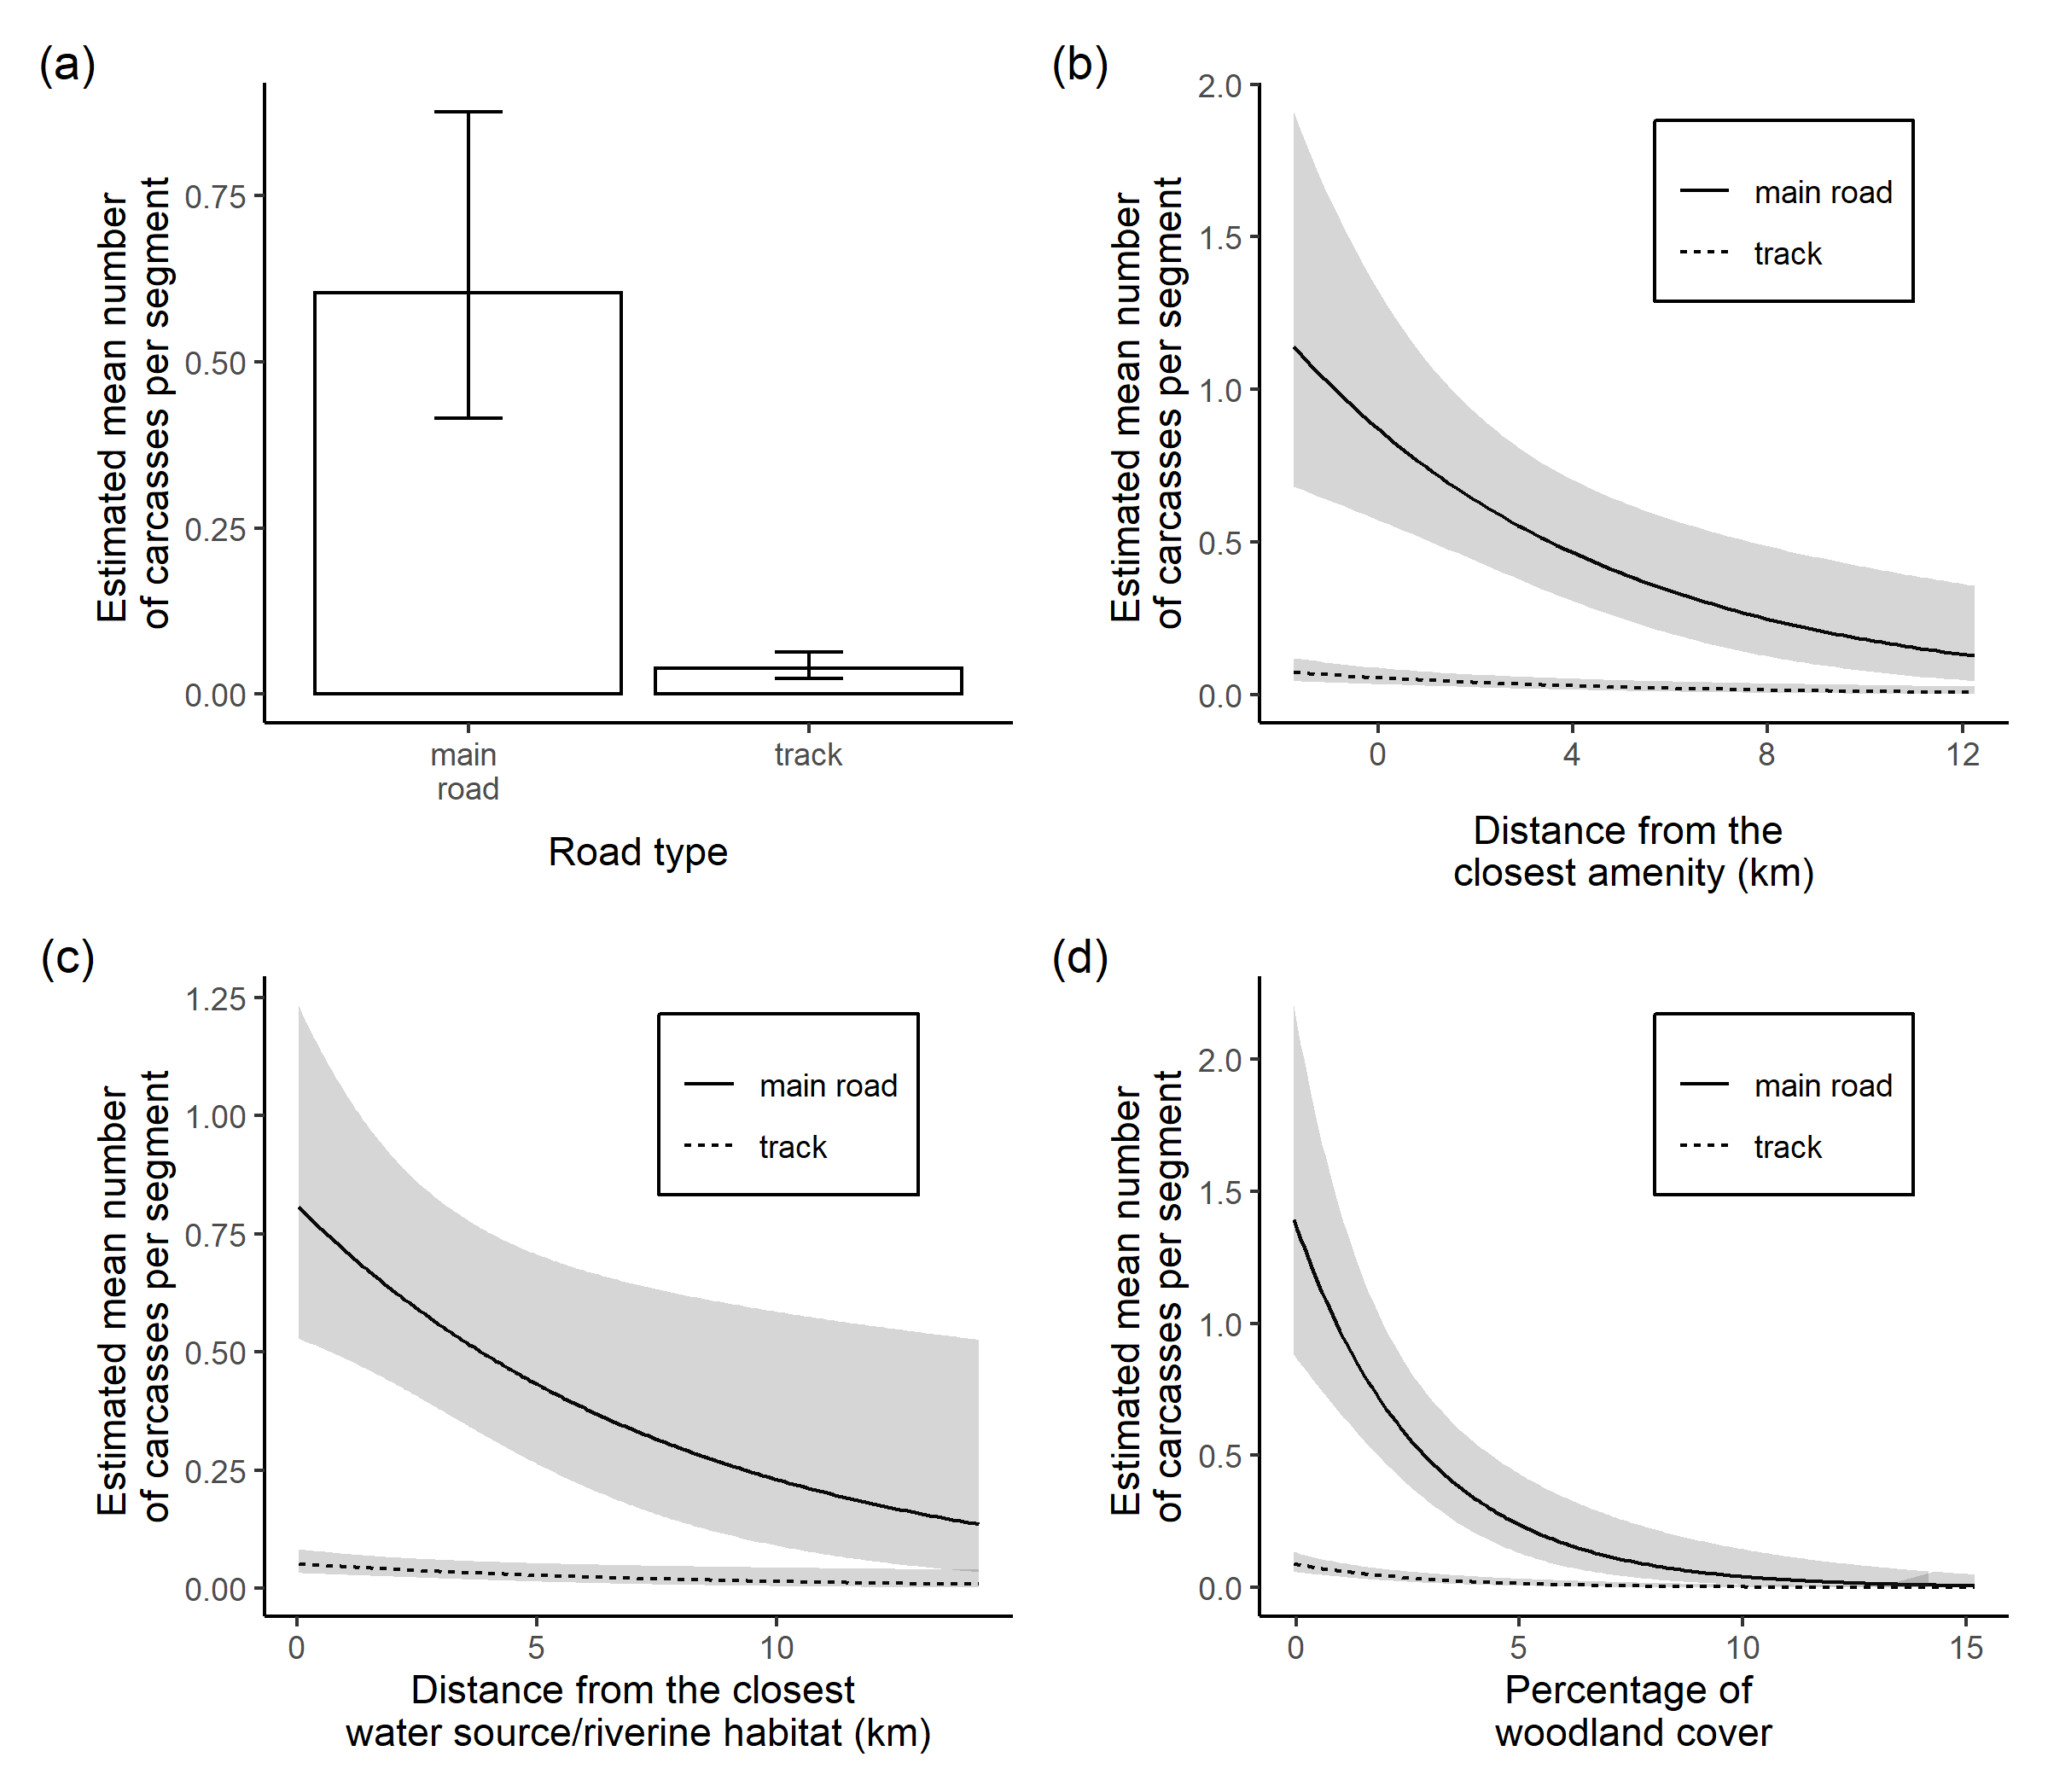 (a)
Estimated mean number
of carcasses per segment
0.75
0.50
0.25
0.00
main
road
track
Road type
(b)
Estimated mean number
of carcasses per segment
2.0
1.5
1.0
0.5
0.0
main road
track
0 4 8 12
Distance from the
closest amenity (km)
(c)
Estimated mean number
of carcasses per segment
1.25
1.00
0.75
0.50
0.25
0.00
main road
track
0 5 10
Distance from the closest
water source/riverine habitat (km)
(d)
Estimated mean number
of carcasses per segment
2.0
1.5
1.0
0.5
0.0
main road
track
0 5 10 15
Percentage of
woodland cover